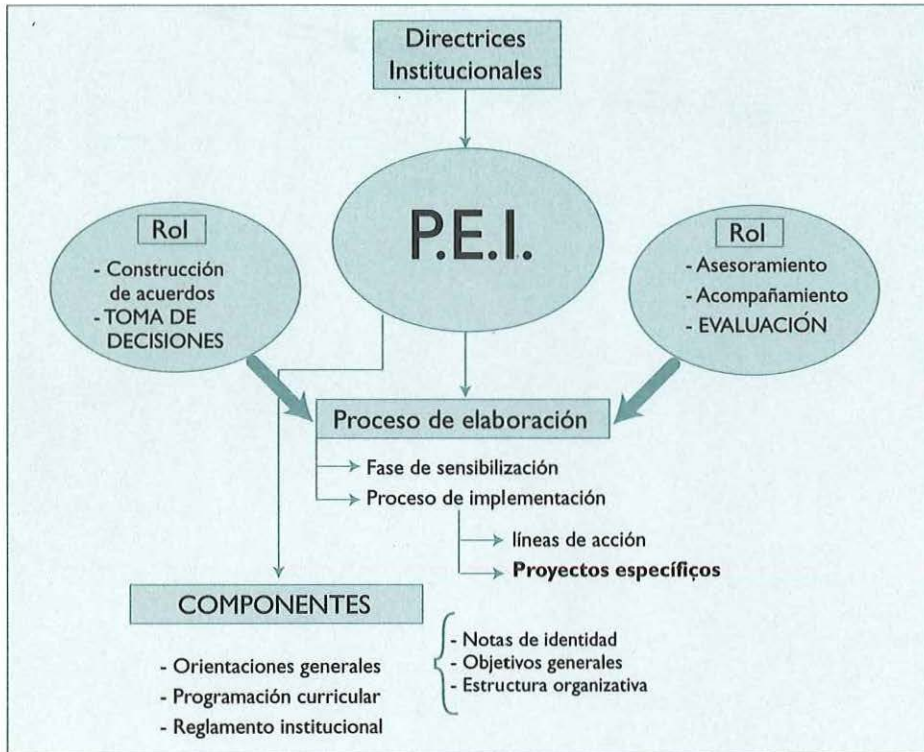 Directrices
Institucionales
P.E.I.
Rol
- Construcción
de acuerdos
- TOMA DE
DECISIONES
Rol
- Asesoramiento
- Acompañamiento
- EVALUACIÓN
Proceso de elaboración
Fase de sensibilización
Proceso de implementación
líneas de acción
Proyectos específicos
COMPONENTES
- Orientaciones generales
- Programación curricular
- Reglamento institucional
- Notas de identidad
- Objetivos generales
- Estructura organizativa